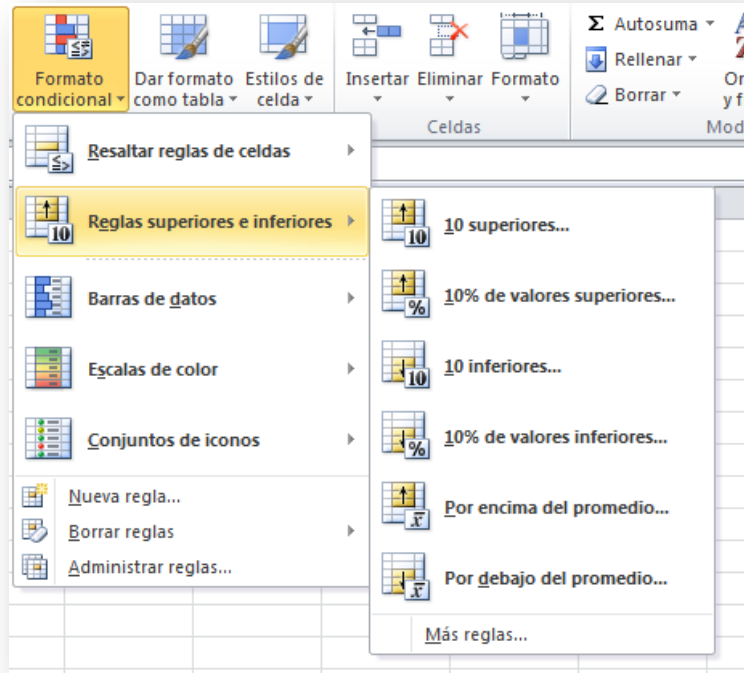 Formato condicional
Dar formato como tabla
Estilos de celda
Insertar
Eliminar
Formato
Celdas
Σ Autosuma
Rellenar
Borrar
Resaltar reglas de celdas
Reglas superiores e inferiores
Barras de datos
Escalas de color
Conjuntos de iconos
Nueva regla...
Borrar reglas
Administrar reglas...
10 superiores...
10% de valores superiores...
10 inferiores...
10% de valores inferiores...
Por encima del promedio...
Por debajo del promedio...
Más reglas...